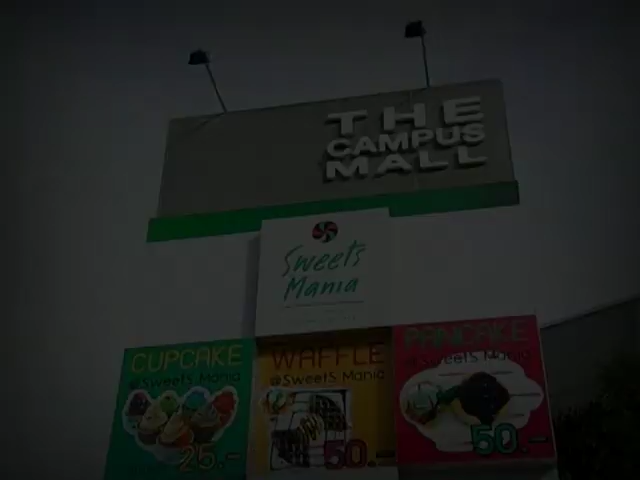 THE
CAMPUS
MALL
Sweets
Mania
CUPCAKE
@SweetS Mania
25.-
WAFFLE
@SweetS Mania
50.-
PANCAKE
@SweetS Mania
50.-